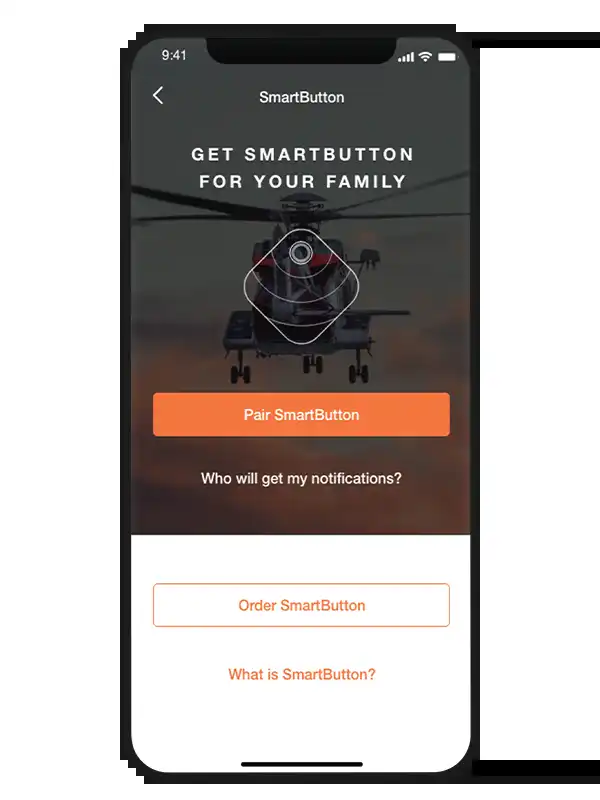 9:41
SmartButton
GET SMARTBUTTON
FOR YOUR FAMILY
Pair SmartButton
Who will get my notifications?
Order SmartButton
What is SmartButton?